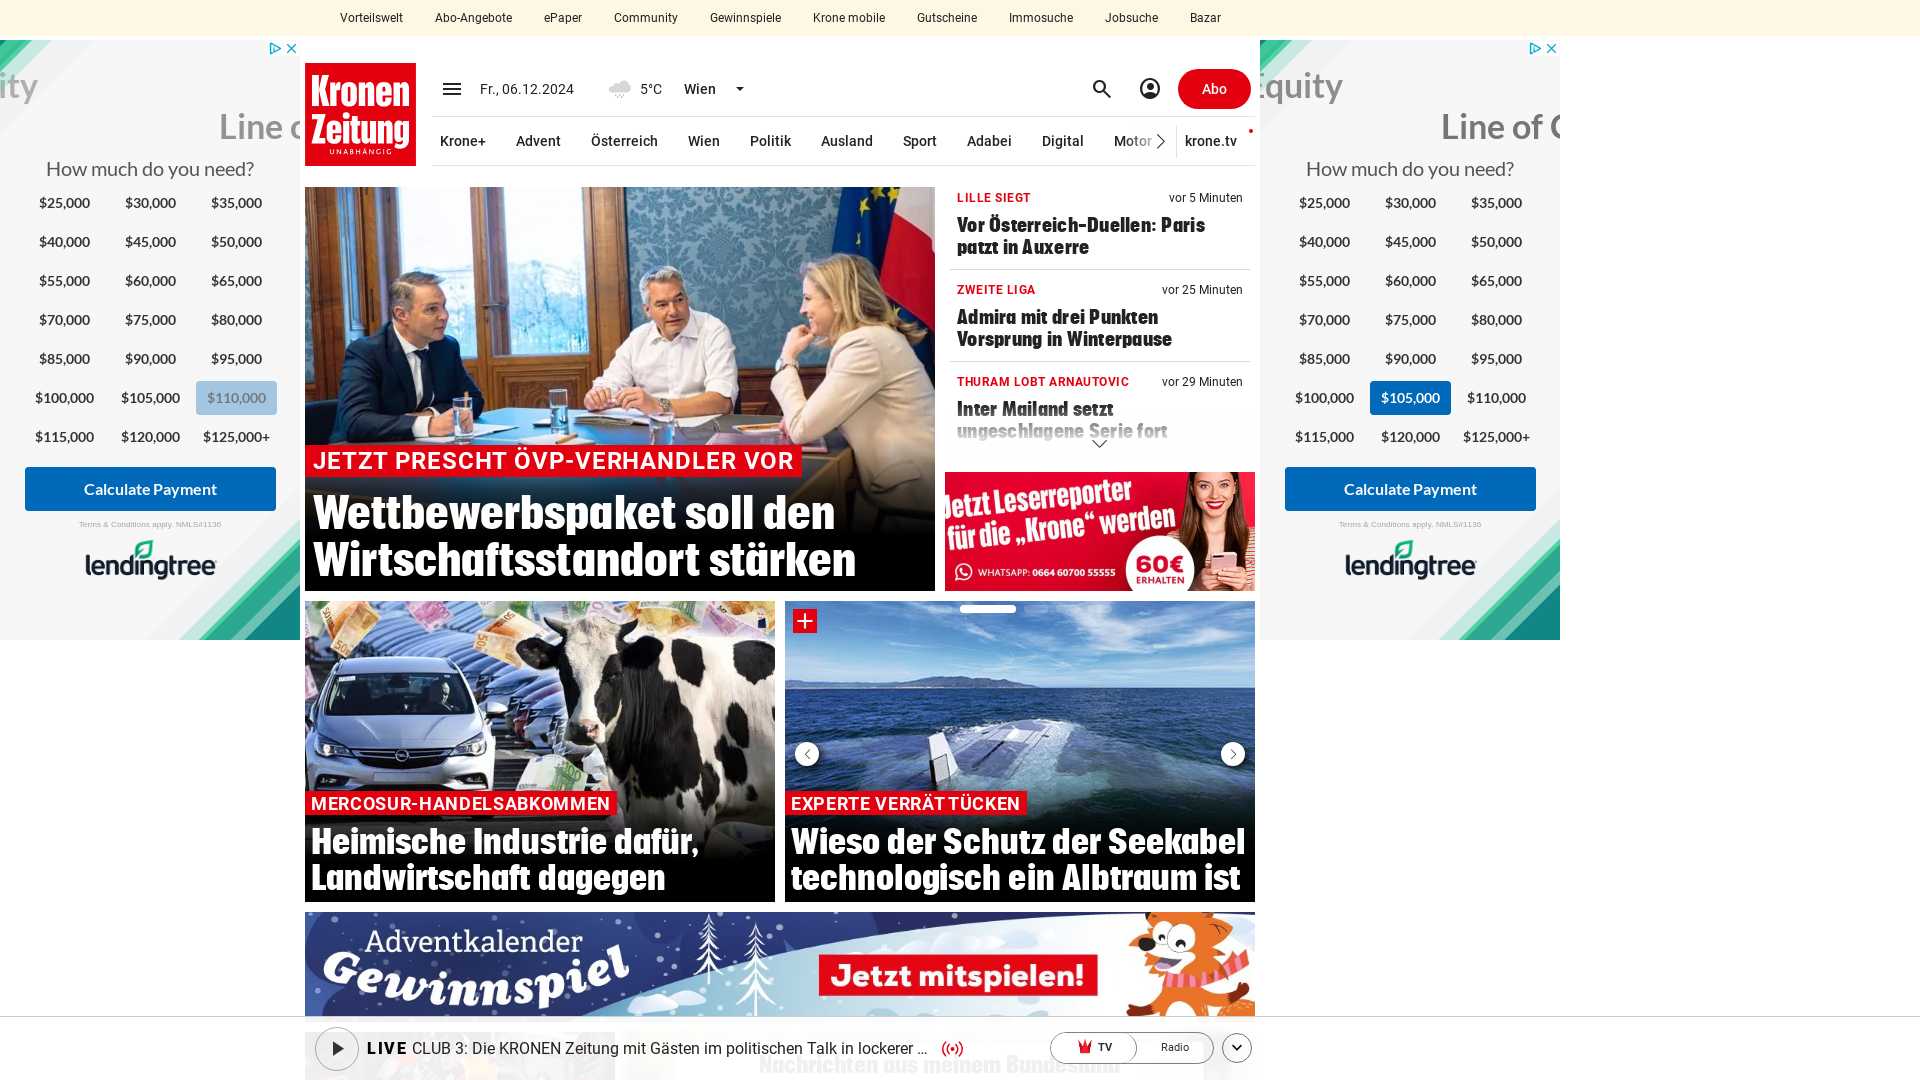 Vorteilswelt Abo-Angebote ePaper Community Gewinnspiele Krone mobile Gutscheine Immosuche Jobsuche Bazar
Kronen
Zeitung
UNABHÄNGIG
Fr., 06.12.2024 5°C Wien
Abo
Krone+ Advent Österreich Wien Politik Ausland Sport Adabei Digital Motor krone.tv
ity
Line o
How much do you need?
$25,000 $30,000 $35,000
$40,000 $45,000 $50,000
$55,000 $60,000 $65,000
$70,000 $75,000 $80,000
$85,000 $90,000 $95,000
$100,000 $105,000 $110,000
$115,000 $120,000 $125,000+
Calculate Payment
Terms & Conditions apply. NMLS#1136
lendingtree
JETZT PRESCHT ÖVP-VERHANDLER VOR
Wettbewerbspaket soll den
Wirtschaftsstandort stärken
LILLE SIEGT vor 5 Minuten
Vor Österreich-Duellen: Paris
patzt in Auxerre
ZWEITE LIGA vor 25 Minuten
Admira mit drei Punkten
Vorsprung in Winterpause
THURAM LOBT ARNAUTOVIC vor 29 Minuten
Inter Mailand setzt
ungeschlagene Serie fort
Jetzt Leserreporter
für die „Krone“ werden
WHATSAPP: 0664 60700 55555
60€
ERHALTEN
Equity
Line of
How much do you need?
$25,000 $30,000 $35,000
$40,000 $45,000 $50,000
$55,000 $60,000 $65,000
$70,000 $75,000 $80,000
$85,000 $90,000 $95,000
$100,000 $105,000 $110,000
$115,000 $120,000 $125,000+
Calculate Payment
Terms & Conditions apply. NMLS#1136
lendingtree
MERCOSUR-HANDELSABKOMMEN
Heimische Industrie dafür,
Landwirtschaft dagegen
EXPERTE VERRÄT TÜCKEN
Wieso der Schutz der Seekabel
technologisch ein Albtraum ist
Adventkalender
Gewinnspiel
Jetzt mitspielen!
LIVE CLUB 3: Die KRONEN Zeitung mit Gästen im politischen Talk in lockerer ...
TV Radio
Nachrichten aus meinem Bundesland